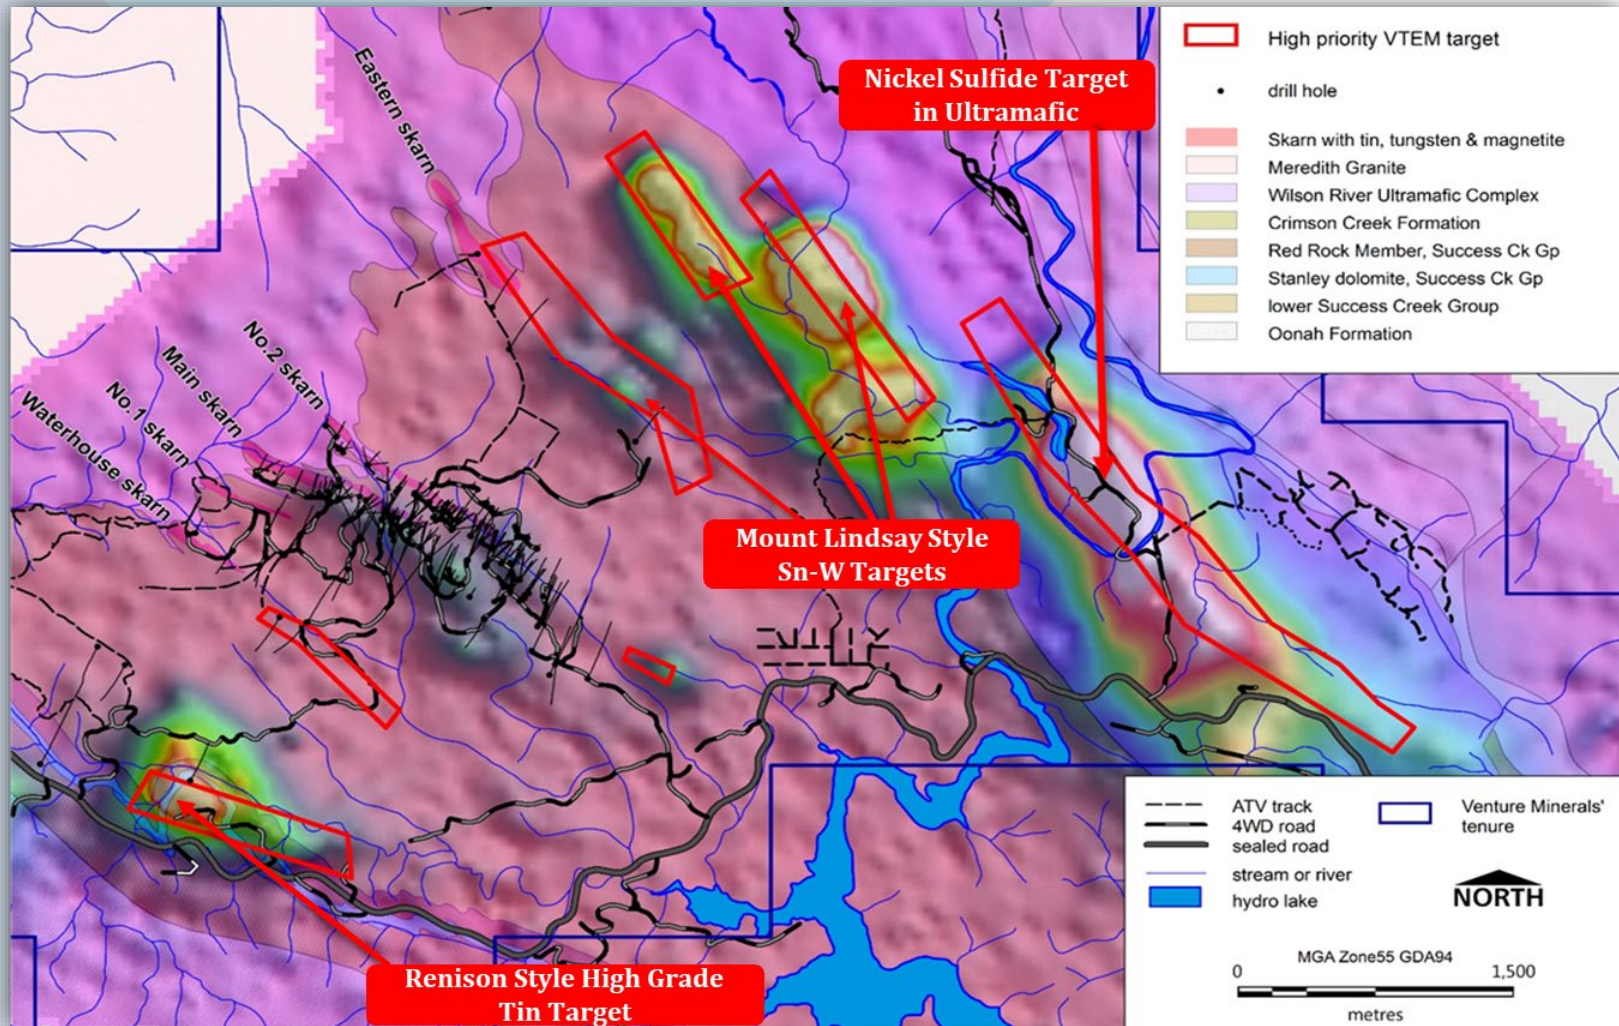 High priority VTEM target
drill hole
Skarn with tin, tungsten & magnetite
Meredith Granite
Wilson River Ultramafic Complex
Crimson Creek Formation
Red Rock Member, Success Ck Gp
Stanley dolomite, Success Ck Gp
lower Success Creek Group
Oonah Formation
Nickel Sulfide Target
in Ultramafic
Eastern skarn
No.2 skarn
Main skarn
No.1 skarn
Waterhouse skarn
Mount Lindsay Style
Sn-W Targets
Renison Style High Grade
Tin Target
ATV track
4WD road
sealed road
stream or river
hydro lake
Venture Minerals'
tenure
NORTH
MGA Zone55 GDA94
0 1,500
metres